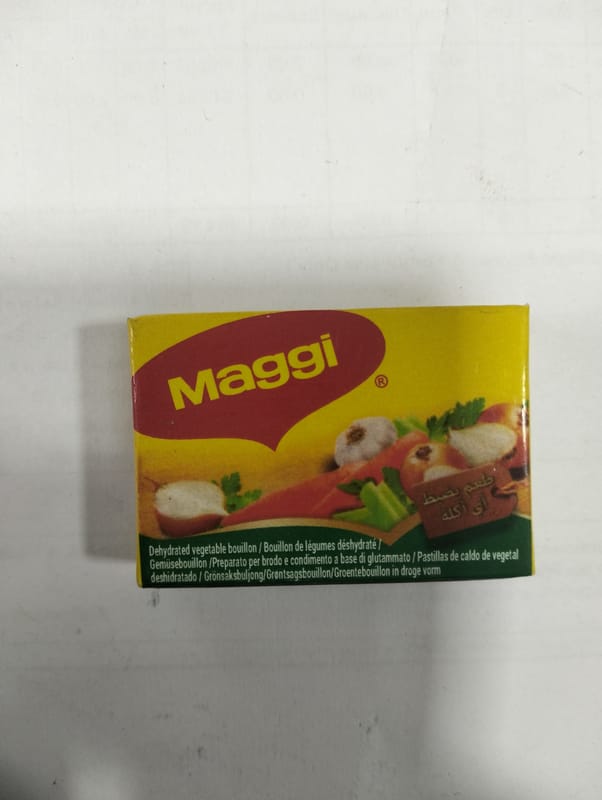 Maggi
®
طعم يضبط
أي أكله
Dehydrated vegetable bouillon / Bouillon de légumes déshydraté /
Gemüsebouillon /Preparato per brodo e condimento a base di glutammato / Pastillas de caldo de vegetal
deshidratado / Grönsaksbuljong/Grøntsagsbouillon/Groentebouillon in droge vorm